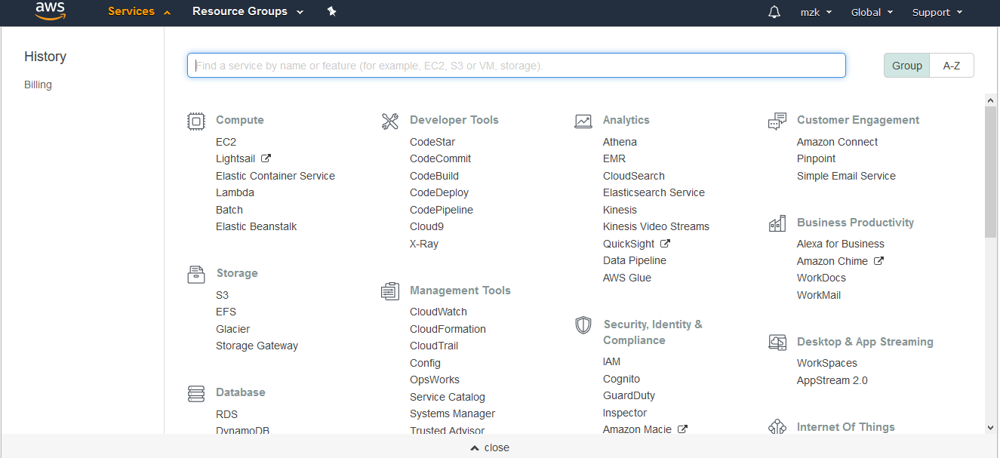 aws
Services
Resource Groups
mzk
Global
Support
History
Billing
Find a service by name or feature (for example, EC2, S3 or VM, storage).
Group
A-Z
Compute
EC2
Lightsail
Elastic Container Service
Lambda
Batch
Elastic Beanstalk
Storage
S3
EFS
Glacier
Storage Gateway
Database
RDS
DynamoDB
Developer Tools
CodeStar
CodeCommit
CodeBuild
CodeDeploy
CodePipeline
Cloud9
X-Ray
Management Tools
CloudWatch
CloudFormation
CloudTrail
Config
OpsWorks
Service Catalog
Systems Manager
Trusted Advisor
Analytics
Athena
EMR
CloudSearch
Elasticsearch Service
Kinesis
Kinesis Video Streams
QuickSight
Data Pipeline
AWS Glue
Security, Identity &
Compliance
IAM
Cognito
GuardDuty
Inspector
Amazon Macie
Customer Engagement
Amazon Connect
Pinpoint
Simple Email Service
Business Productivity
Alexa for Business
Amazon Chime
WorkDocs
WorkMail
Desktop & App Streaming
WorkSpaces
AppStream 2.0
Internet Of Things
close